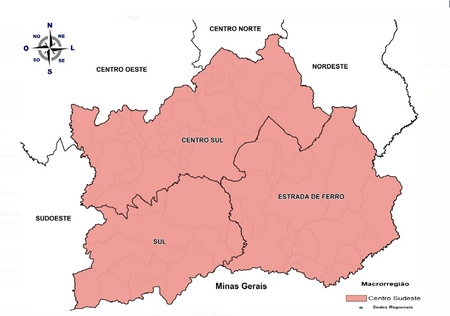 N
NO NE
O L
SO SE
S
CENTRO NORTE
CENTRO OESTE
NORDESTE
CENTRO SUL
ESTRADA DE FERRO
SUDOESTE
SUL
Minas Gerais
Macrorregião
Centro Sudeste
Sedes Regionais